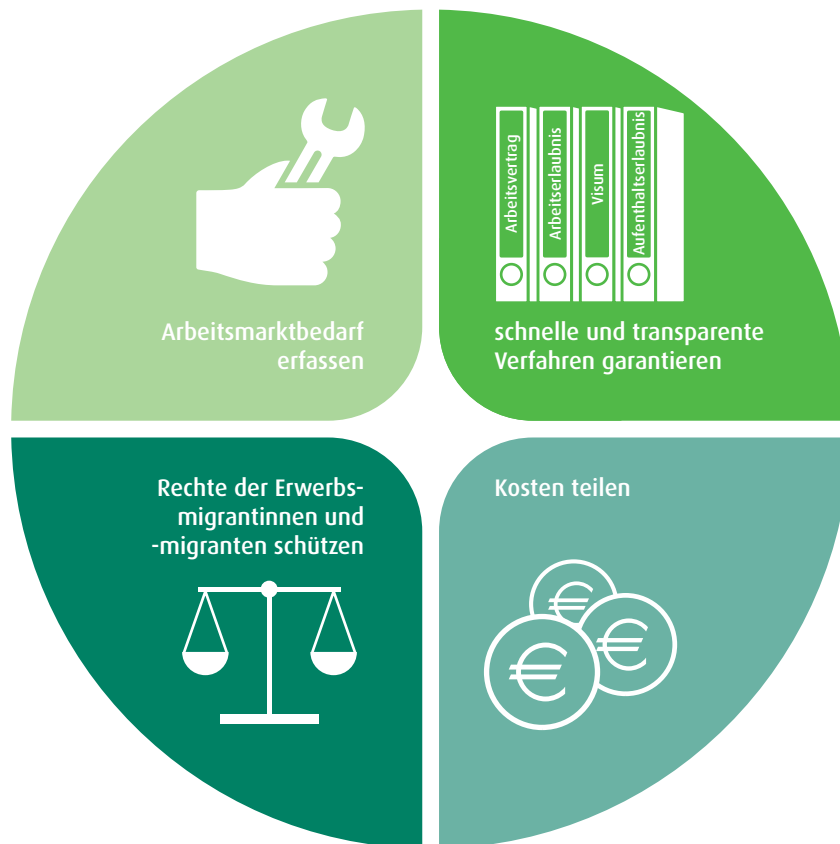 Arbeitsmarktbedarf
erfassen
Arbeitsvertrag
Arbeitserlaubnis
Visum
Aufenthaltserlaubnis
schnelle und transparente
Verfahren garantieren
Rechte der Erwerbs-
migrantinnen und
-migranten schützen
Kosten teilen
€
€
€